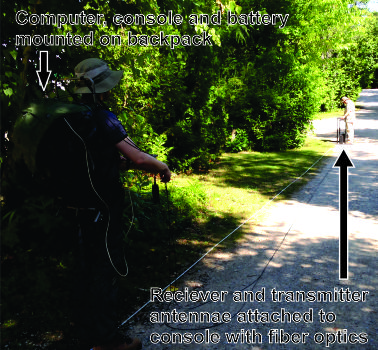 Computer, console and battery
mounted on backpack
Reciever and transmitter
antennae attached to
console with fiber optics